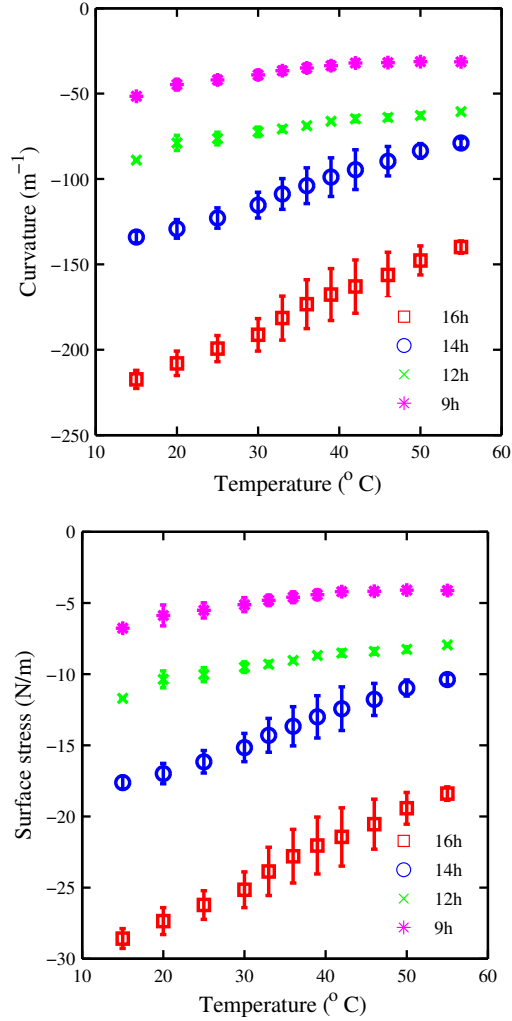 0
−50
−100
−150
−200
−250
10
20
30
40
50
60
Curvature (m⁻¹)
Temperature (° C)
16h
14h
12h
9h
0
−5
−10
−15
−20
−25
−30
10
20
30
40
50
60
Surface stress (N/m)
Temperature (° C)
16h
14h
12h
9h